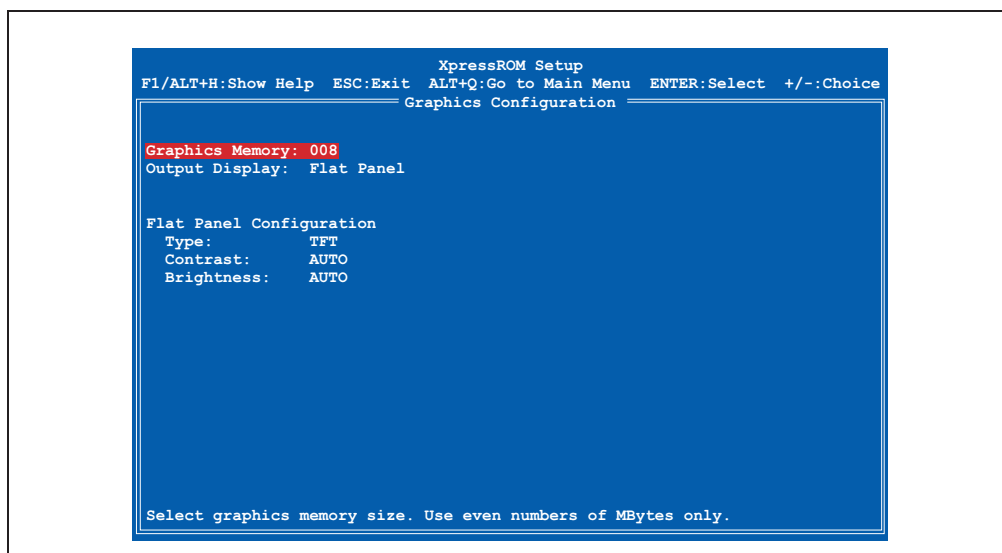 XpressROM Setup
F1/ALT+H:Show Help ESC:Exit ALT+Q:Go to Main Menu ENTER:Select +/-:Choice
Graphics Configuration
Graphics Memory: 008
Output Display: Flat Panel
Flat Panel Configuration
Type: TFT
Contrast: AUTO
Brightness: AUTO
Select graphics memory size. Use even numbers of MBytes only.